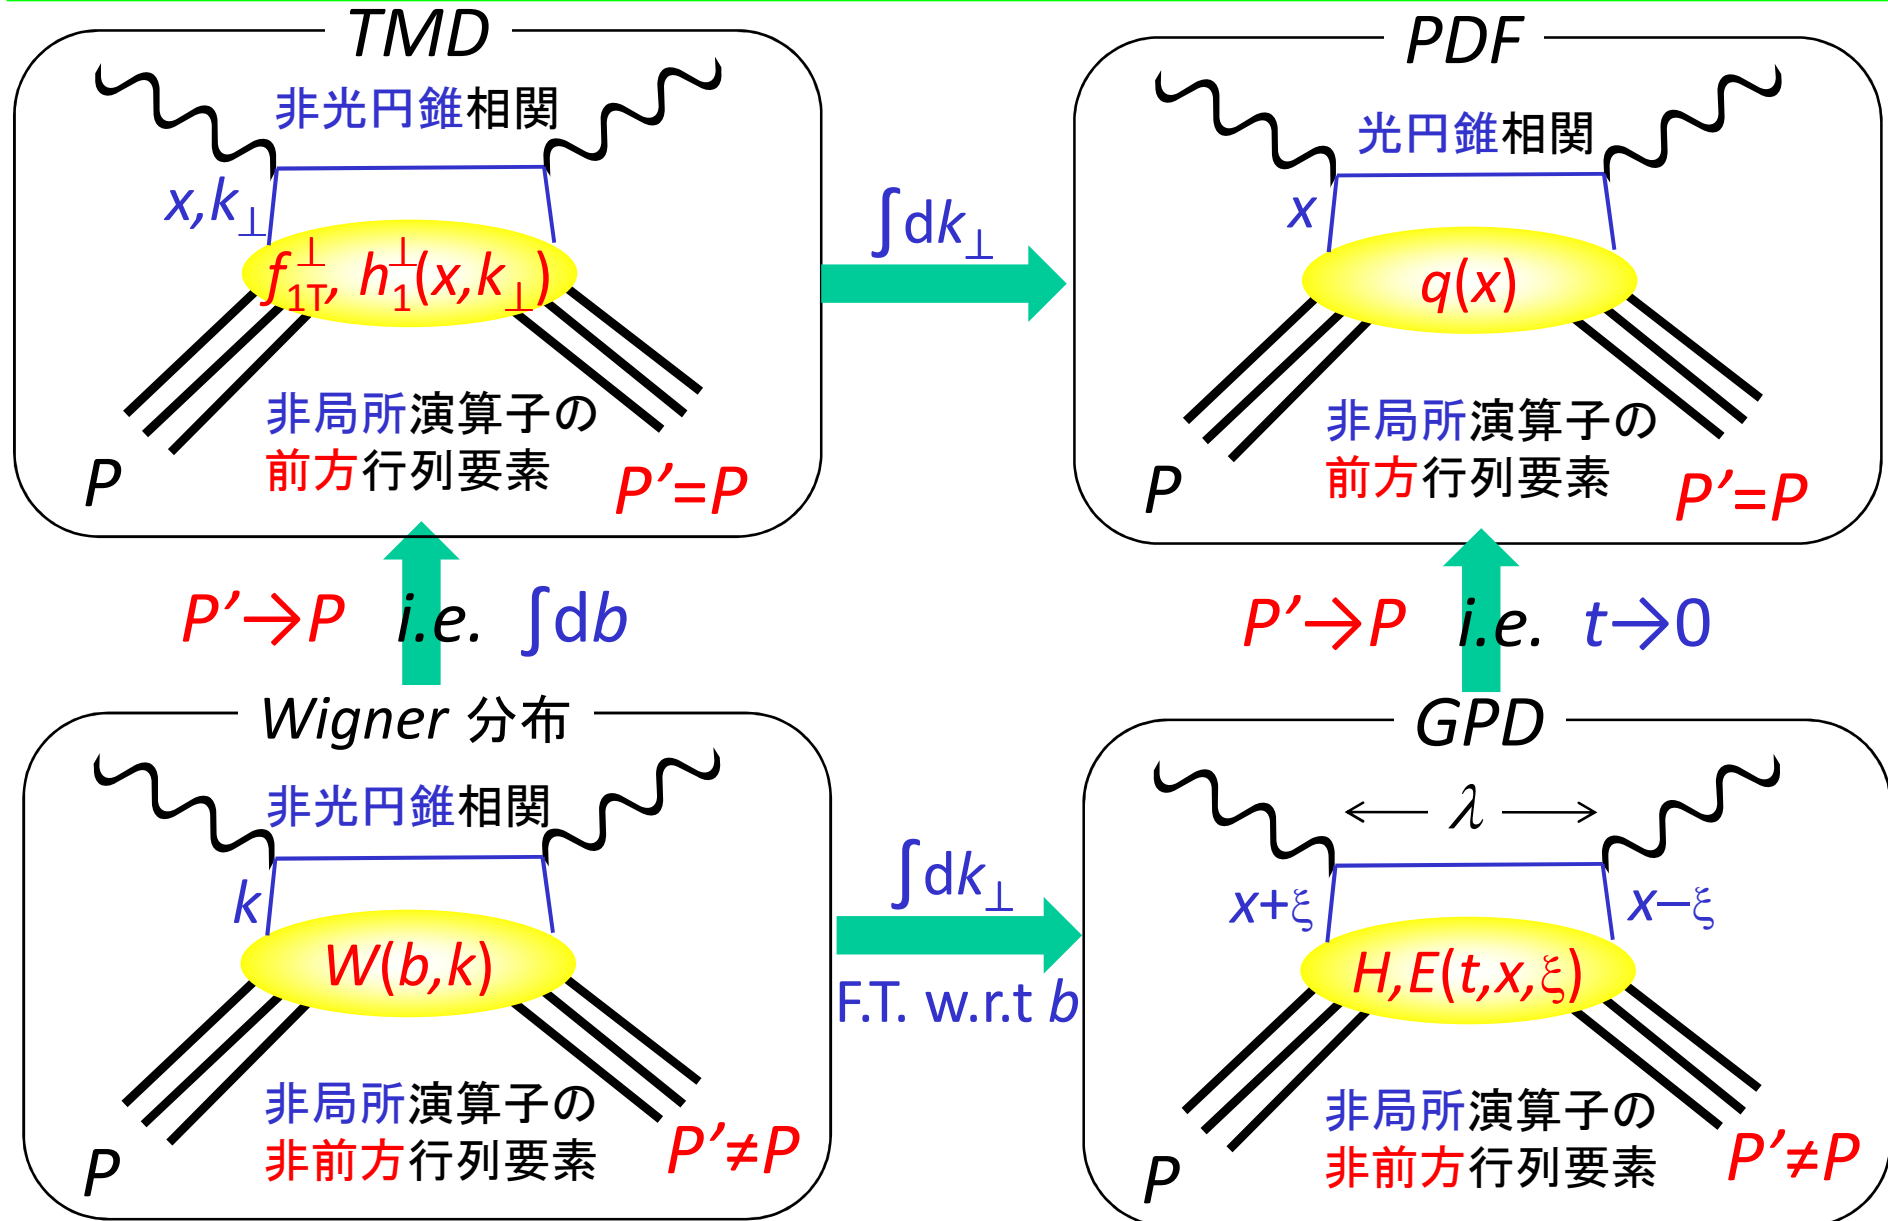 TMD
非光円錐相関
x,k⊥
f⊥1T, h⊥1(x,k⊥)
非局所演算子の
前方行列要素
P
P’=P
∫dk⊥
PDF
光円錐相関
x
q(x)
非局所演算子の
前方行列要素
P
P’=P
P’→P i.e. ∫db
P’→P i.e. t→0
Wigner 分布
非光円錐相関
k
W(b,k)
非局所演算子の
非前方行列要素
P
P’≠P
∫dk⊥
F.T. w.r.t b
GPD
λ
x+ξ
x−ξ
H,E(t,x,ξ)
非局所演算子の
非前方行列要素
P
P’≠P